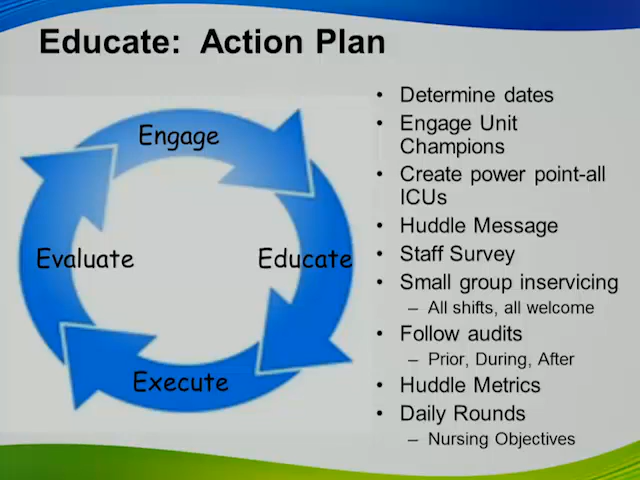 Educate:  Action Plan
Engage
Evaluate
Educate
Execute
• Determine dates
• Engage Unit
Champions
• Create power point-all
ICUs
• Huddle Message
• Staff Survey
• Small group inservicing
– All shifts, all welcome
• Follow audits
– Prior, During, After
• Huddle Metrics
• Daily Rounds
– Nursing Objectives